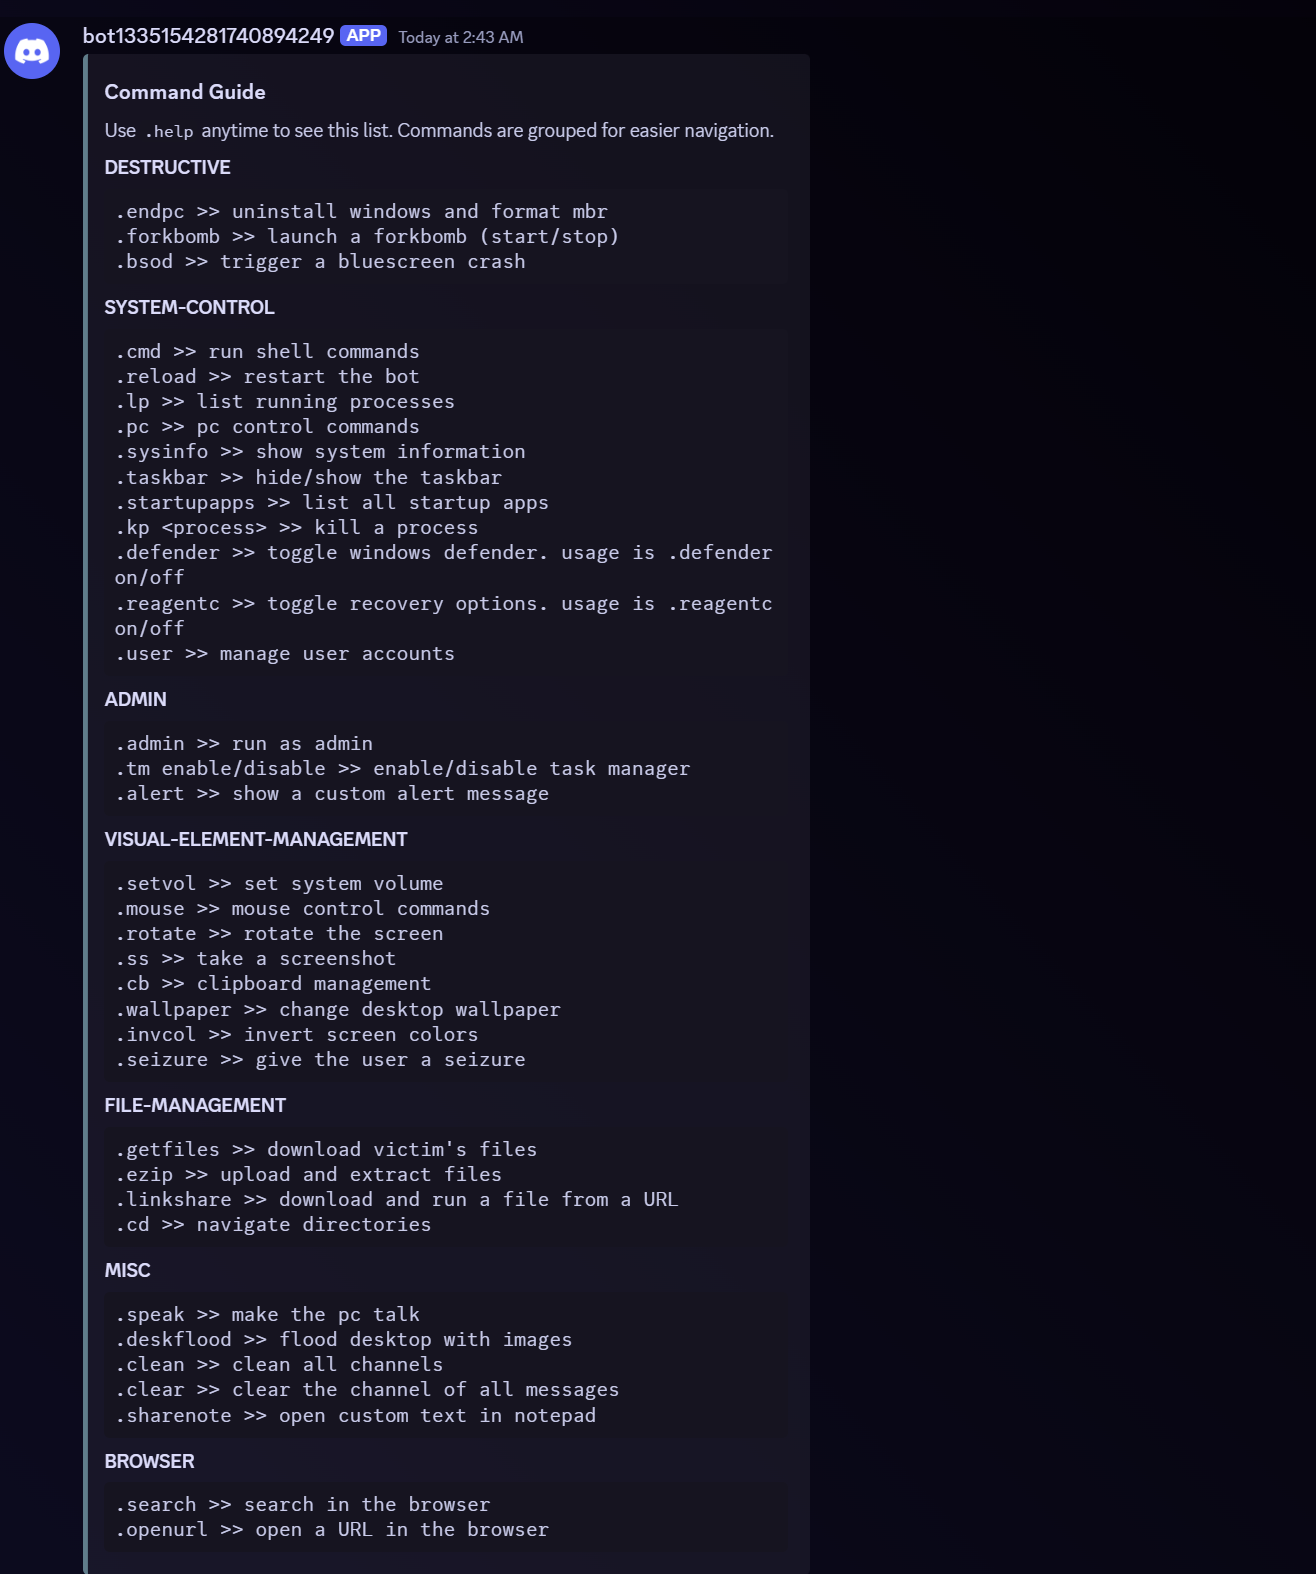 bot1335154281740894249 APP Today at 2:43 AM
Command Guide
Use .help anytime to see this list. Commands are grouped for easier navigation.
DESTRUCTIVE
.endpc >> uninstall windows and format mbr
.forkbomb >> launch a forkbomb (start/stop)
.bsod >> trigger a bluescreen crash
SYSTEM-CONTROL
.cmd >> run shell commands
.reload >> restart the bot
.lp >> list running processes
.pc >> pc control commands
.sysinfo >> show system information
.taskbar >> hide/show the taskbar
.startupapps >> list all startup apps
.kp <process> >> kill a process
.defender >> toggle windows defender. usage is .defender
on/off
.reagentc >> toggle recovery options. usage is .reagentc
on/off
.user >> manage user accounts
ADMIN
.admin >> run as admin
.tm enable/disable >> enable/disable task manager
.alert >> show a custom alert message
VISUAL-ELEMENT-MANAGEMENT
.setvol >> set system volume
.mouse >> mouse control commands
.rotate >> rotate the screen
.ss >> take a screenshot
.cb >> clipboard management
.wallpaper >> change desktop wallpaper
.invcol >> invert screen colors
.seizure >> give the user a seizure
FILE-MANAGEMENT
.getfiles >> download victim's files
.ezip >> upload and extract files
.linkshare >> download and run a file from a URL
.cd >> navigate directories
MISC
.speak >> make the pc talk
.deskflood >> flood desktop with images
.clean >> clean all channels
.clear >> clear the channel of all messages
.sharenote >> open custom text in notepad
BROWSER
.search >> search in the browser
.openurl >> open a URL in the browser